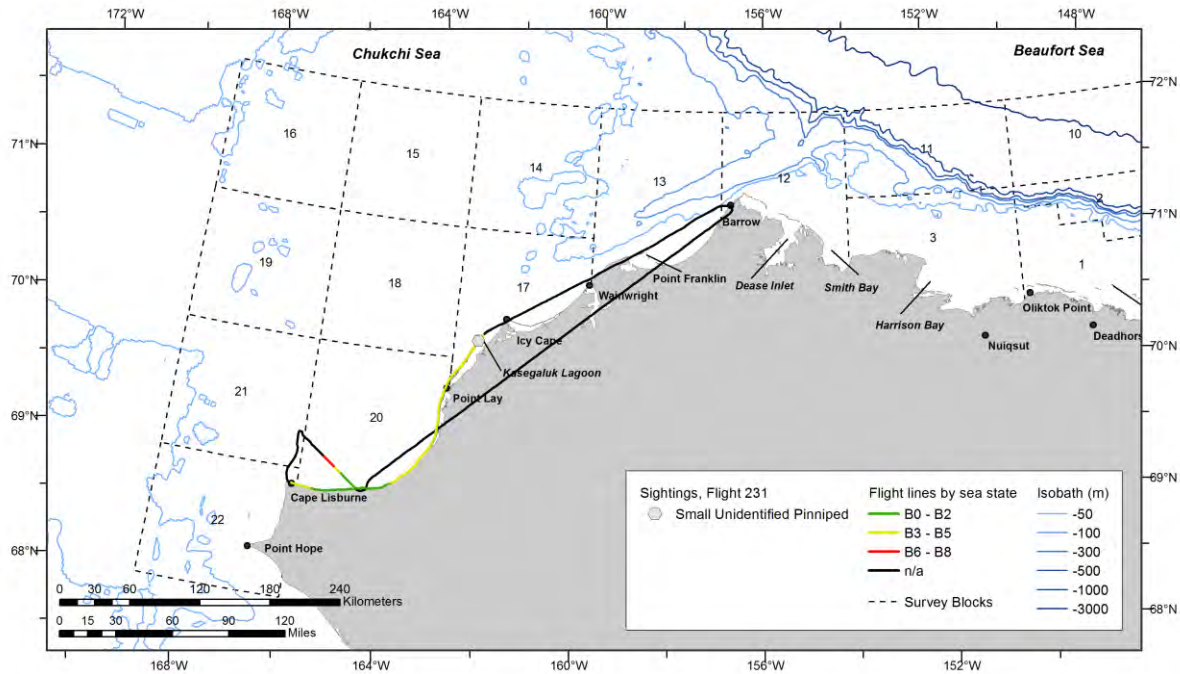 172°W 168°W 164°W 160°W 156°W 152°W 148°W
Chukchi Sea
Beaufort Sea
72°N
71°N
71°N
70°N
70°N
69°N
69°N
68°N
68°N
16
15
14
13
12
11
10
2
3
1
19
18
17
21
20
22
Barrow
Point Franklin
Dease Inlet
Smith Bay
Harrison Bay
Oliktok Point
Nuiqsut
Deadhors
Wainwright
Icy Cape
Kasegaluk Lagoon
Point Lay
Cape Lisburne
Point Hope
0 30 60 120 180 240
Kilometers
0 15 30 60 90 120
Miles
Sightings, Flight 231
Small Unidentified Pinniped
Flight lines by sea state
B0 - B2
B3 - B5
B6 - B8
n/a
Survey Blocks
Isobath (m)
-50
-100
-300
-500
-1000
-3000
168°W 164°W 160°W 156°W 152°W